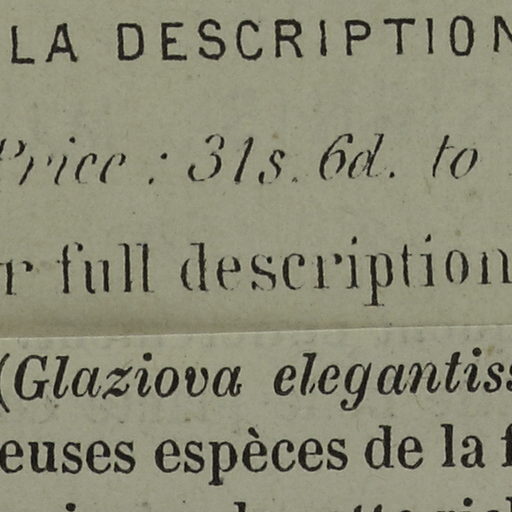 LA DESCRIPTION
Price : 31s. 6d. to
r full description
(Glaziova elegantiss
euses espèces de la f